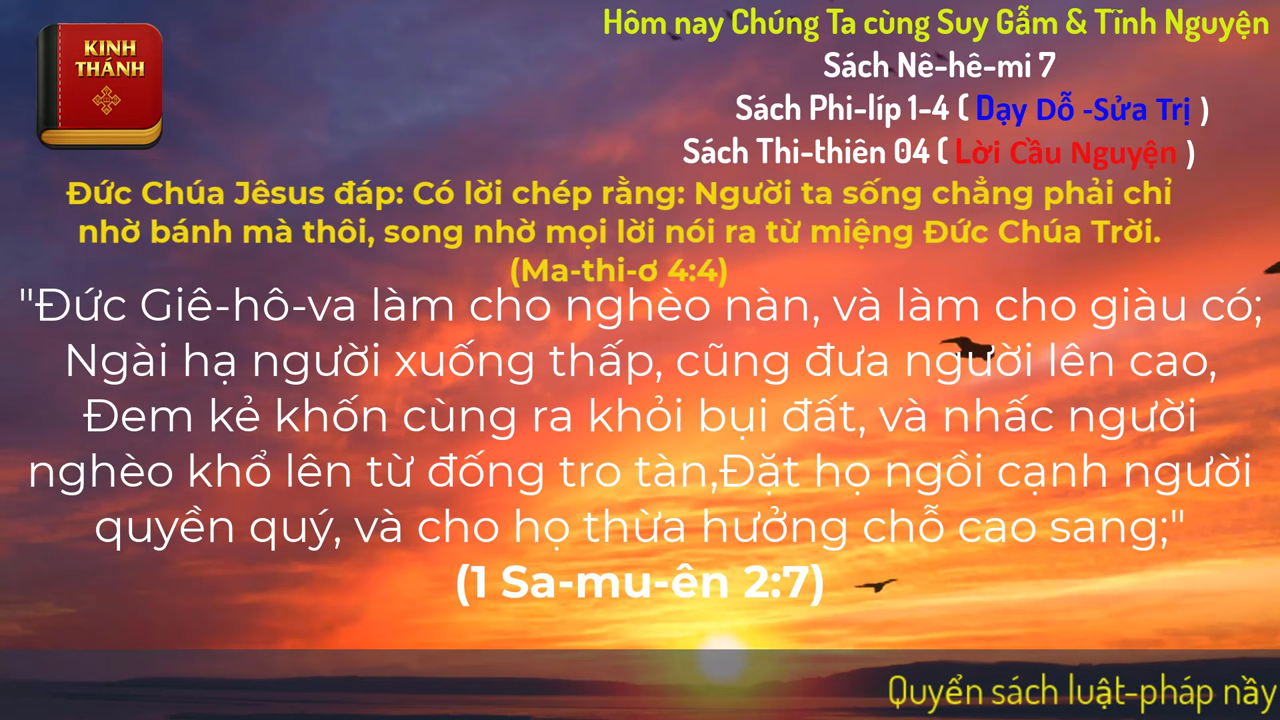 KINH
THÁNH
Hôm nay Chúng Ta cùng Suy Gẫm & Tĩnh Nguyện
Sách Nê-hê-mi 7
Sách Phi-líp 1-4 ( Dạy Dỗ -Sửa Trị )
Sách Thi-thiên 04 ( Lời Cầu Nguyện )
Đức Chúa Jêsus đáp: Có lời chép rằng: Người ta sống chẳng phải chỉ
nhờ bánh mà thôi, song nhờ mọi lời nói ra từ miệng Đức Chúa Trời.
(Ma-thi-ơ 4:4)
"Đức Giê-hô-va làm cho nghèo nàn, và làm cho giàu có;
Ngài hạ người xuống thấp, cũng đưa người lên cao,
Đem kẻ khốn cùng ra khỏi bụi đất, và nhấc người
nghèo khổ lên từ đống tro tàn,Đặt họ ngồi cạnh người
quyền quý, và cho họ thừa hưởng chỗ cao sang;"
(1 Sa-mu-ên 2:7)
Quyển sách luật-pháp nầy